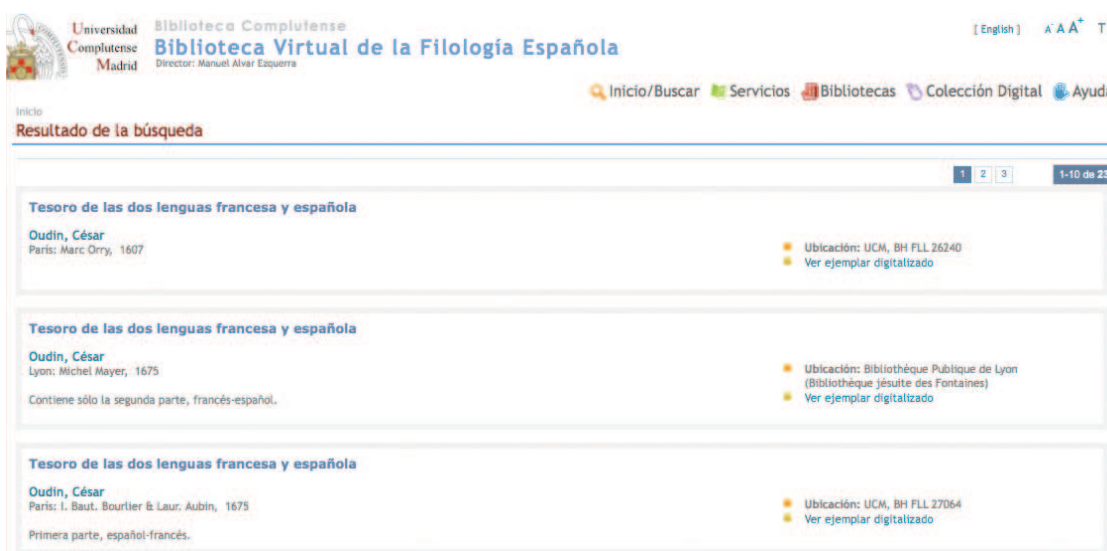 Universidad
Complutense
Madrid
Biblioteca Complutense
Biblioteca Virtual de la Filología Española
Director: Manuel Alvar Ezquerra
[ English ] A A A+ T
Inicio/Buscar Servicios Bibliotecas Colección Digital Ayuda
Inicio
Resultado de la búsqueda
1 2 3 1-10 de 23
Tesoro de las dos lenguas francesa y española
Oudin, César
París: Marc Orry, 1607
Ubicación: UCM, BH FLL 26240
Ver ejemplar digitalizado
Tesoro de las dos lenguas francesa y española
Oudin, César
Lyon: Michel Mayer, 1675
Contiene sólo la segunda parte, francés-español.
Ubicación: Bibliothèque Publique de Lyon
(Bibliothèque jésuite des Fontaines)
Ver ejemplar digitalizado
Tesoro de las dos lenguas francesa y española
Oudin, César
París: I. Baut. Bourlier & Laur. Aubin, 1675
Primera parte, español-francés.
Ubicación: UCM, BH FLL 27064
Ver ejemplar digitalizado